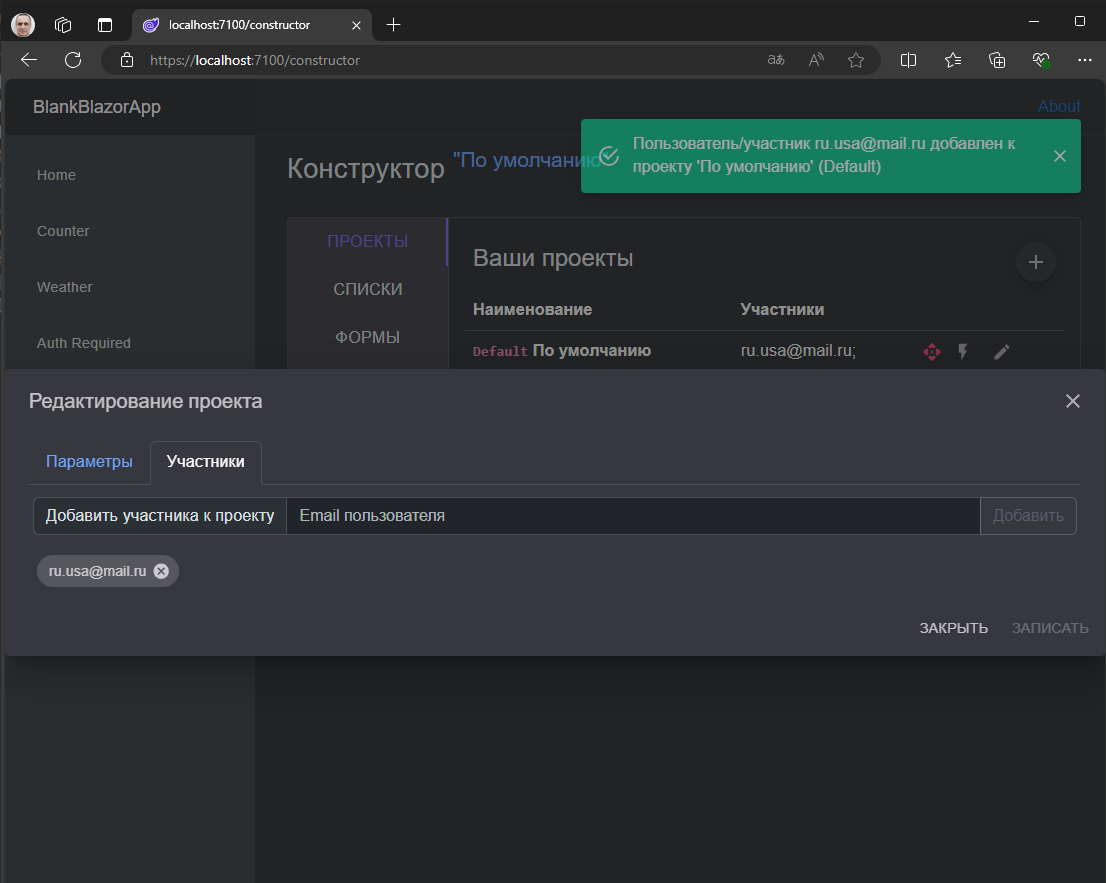 localhost:7100/constructor
https://localhost:7100/constructor
BlankBlazorApp
About
Пользователь/участник ru.usa@mail.ru добавлен к
проекту 'По умолчанию' (Default)
Конструктор "По умолчанию"
Home
Counter
Weather
Auth Required
ПРОЕКТЫ
СПИСКИ
ФОРМЫ
Ваши проекты
Наименование Участники
Default По умолчанию ru.usa@mail.ru;
Редактирование проекта
Параметры Участники
Добавить участника к проекту Email пользователя Добавить
ru.usa@mail.ru
ЗАКРЫТЬ ЗАПИСАТЬ